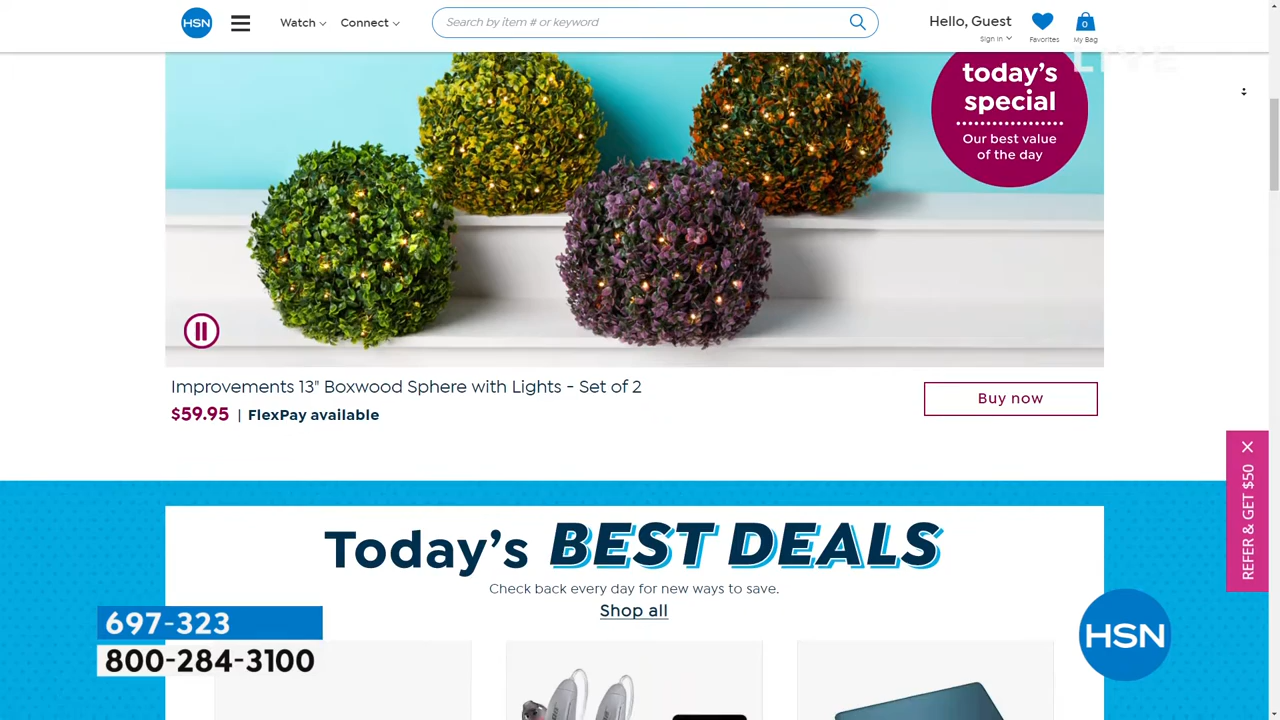 HSN
Watch
Connect
Search by item # or keyword
Hello, Guest
Sign In
Favorites
0
My Bag
LIVE
today's
special
Our best value
of the day
Improvements 13" Boxwood Sphere with Lights - Set of 2
$59.95 | FlexPay available
Buy now
REFER & GET $50
Today's BEST DEALS
Check back every day for new ways to save.
Shop all
697-323
800-284-3100
HSN